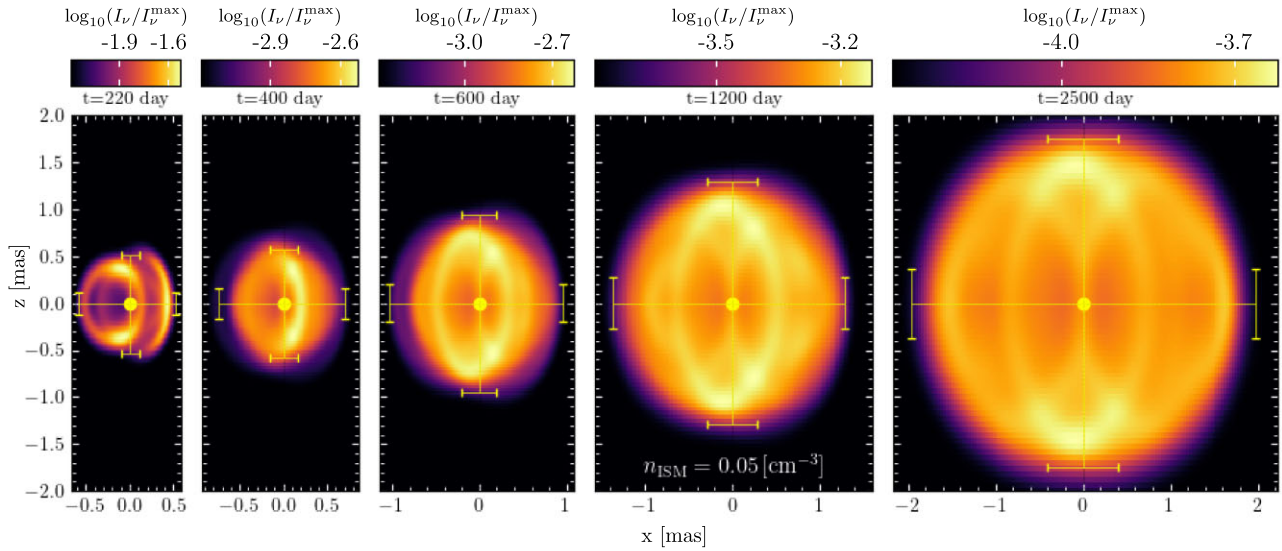 log₁₀(Iν/Iνᵐᵃˣ) log₁₀(Iν/Iνᵐᵃˣ) log₁₀(Iν/Iνᵐᵃˣ) log₁₀(Iν/Iνᵐᵃˣ) log₁₀(Iν/Iνᵐᵃˣ)
-1.9 -1.6 -2.9 -2.6 -3.0 -2.7 -3.5 -3.2 -4.0 -3.7
t=220 day t=400 day t=600 day t=1200 day t=2500 day
2.0
1.5
1.0
0.5
0.0
−0.5
−1.0
−1.5
−2.0
z [mas]
n_ISM = 0.05 [cm⁻³]
−0.5 0.0 0.5 −0.5 0.0 0.5 −1 0 1 −1 0 1 −2 −1 0 1 2
x [mas]